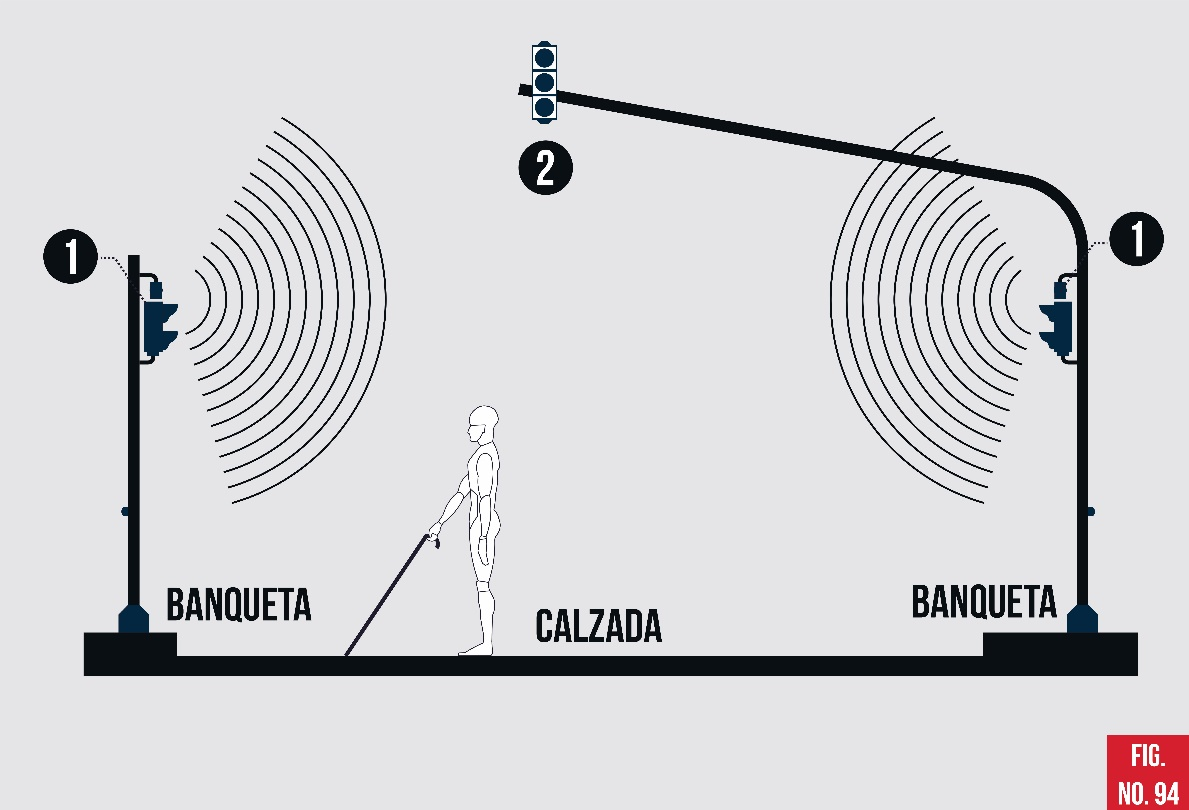 2
1
1
BANQUETA
BANQUETA
CALZADA
FIG.
NO. 94